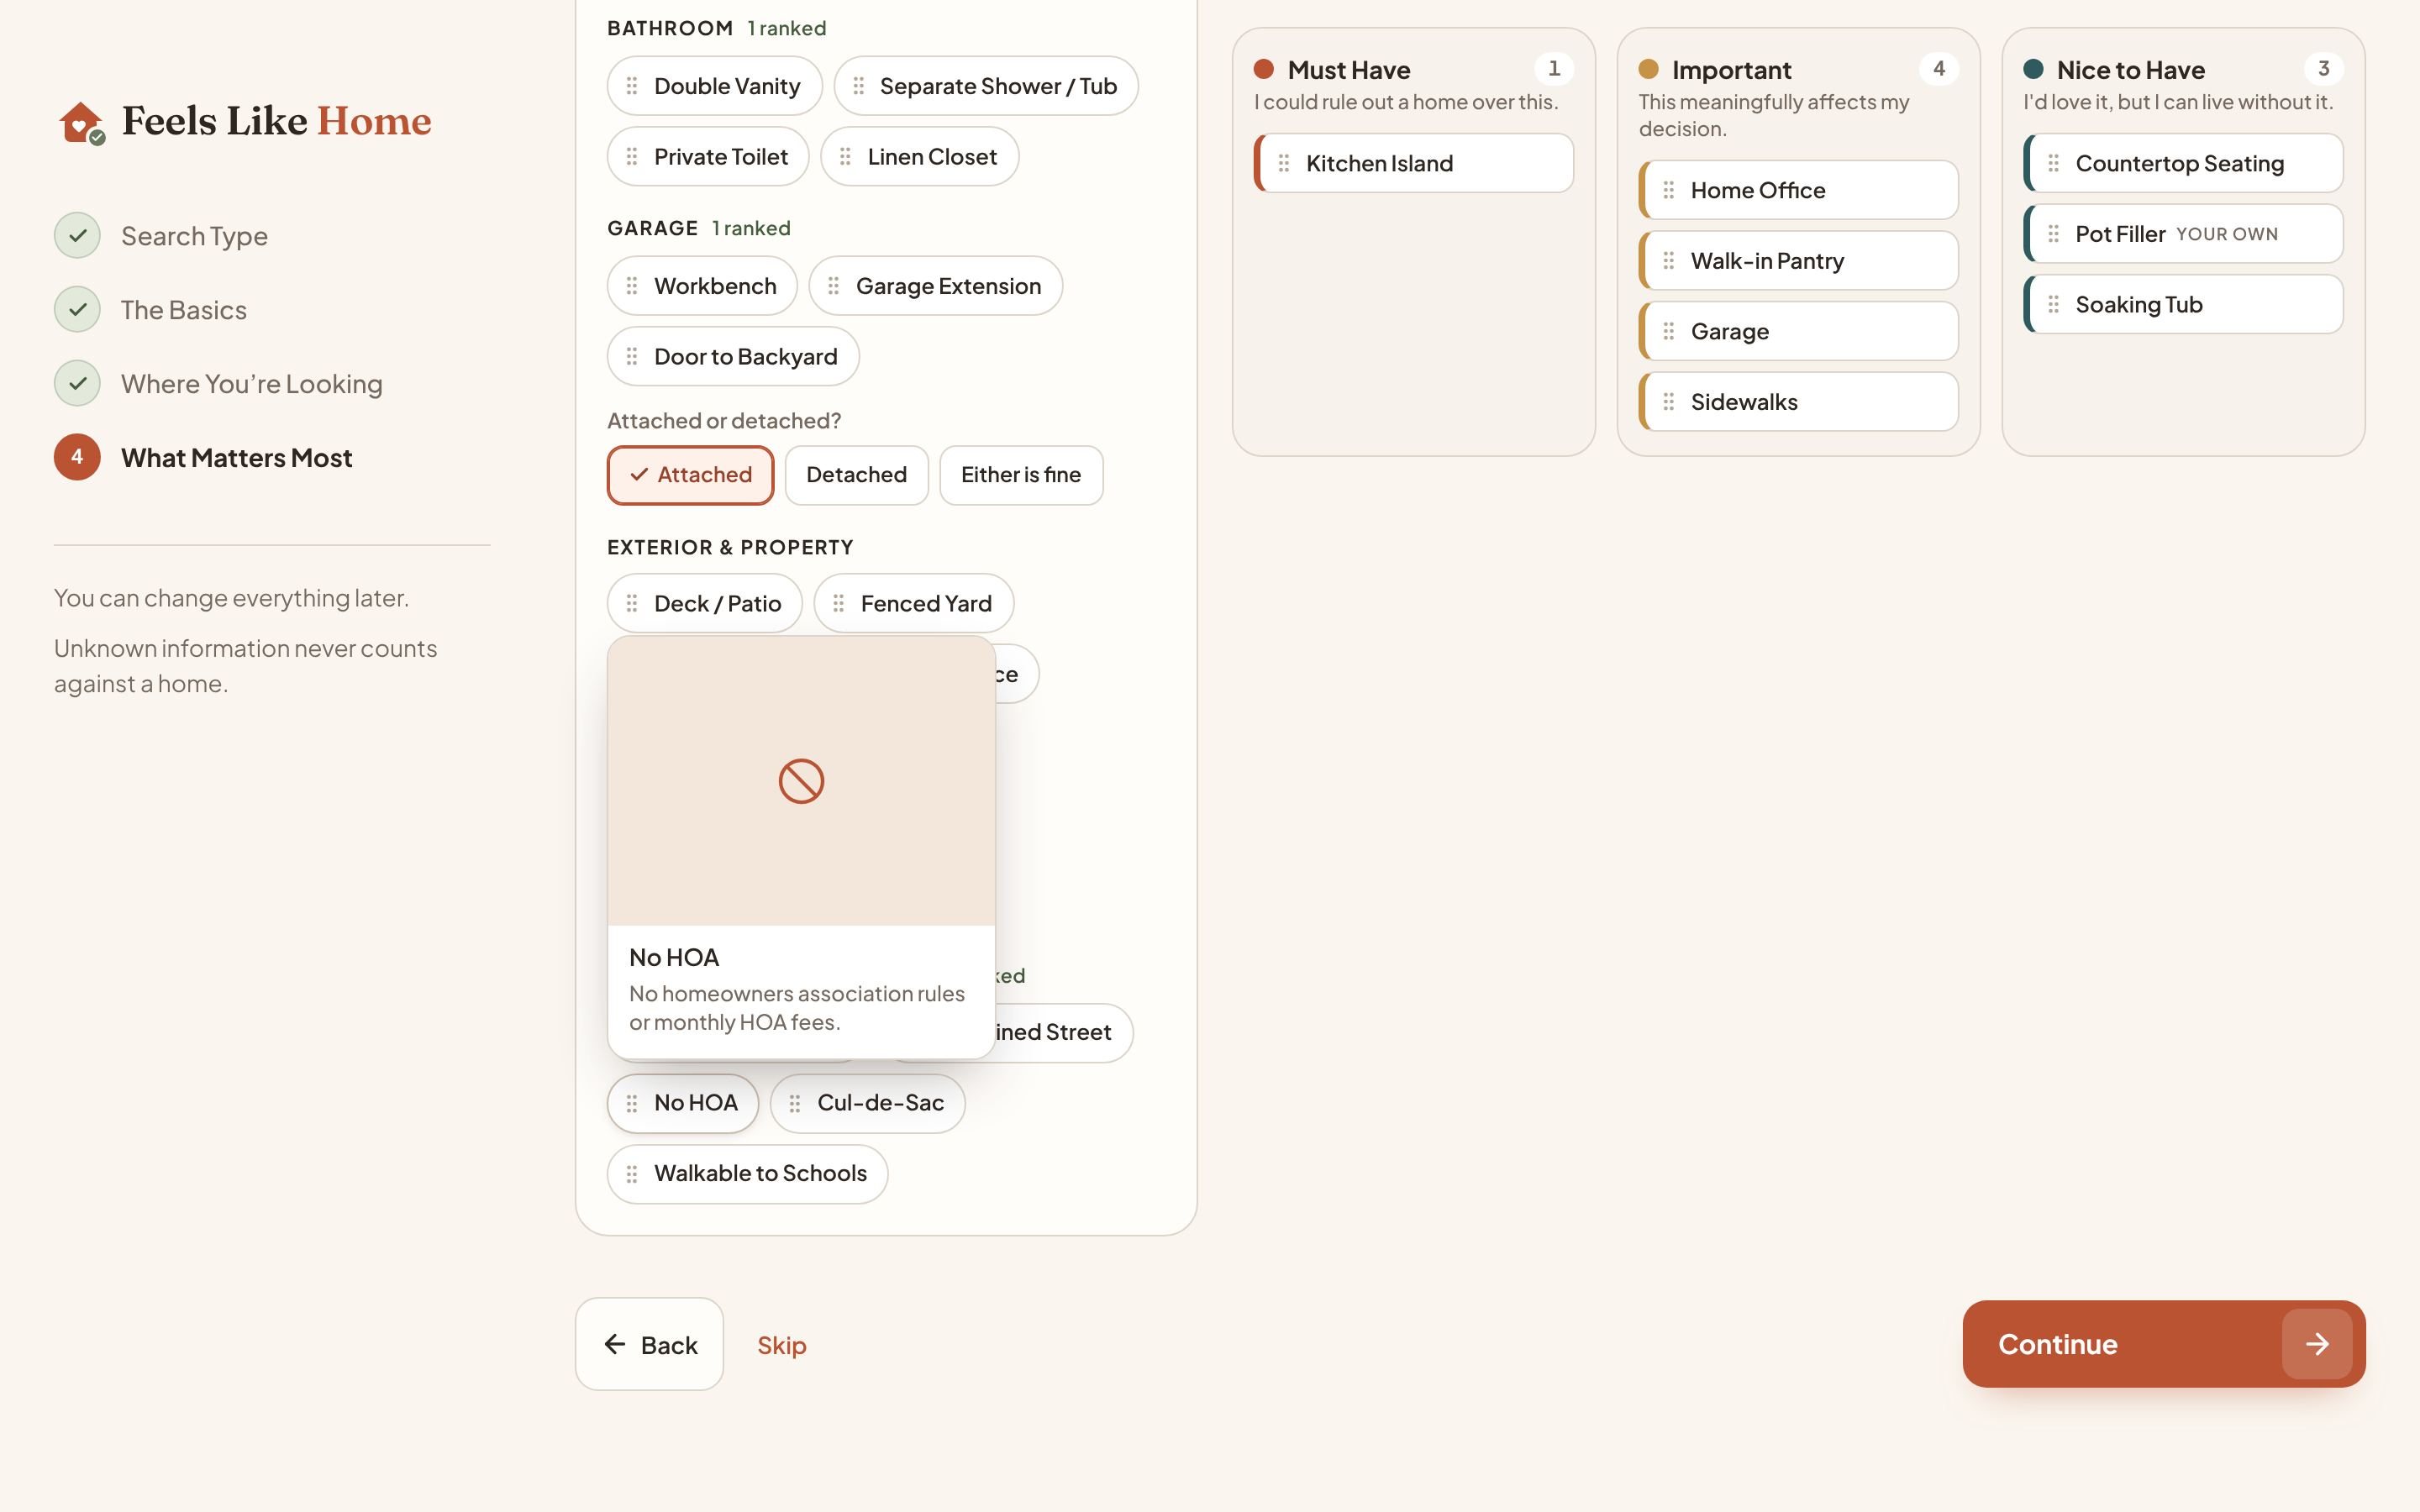 Feels Like Home
Search Type
The Basics
Where You’re Looking
4 What Matters Most
You can change everything later.
Unknown information never counts
against a home.
BATHROOM 1 ranked
Double Vanity Separate Shower / Tub
Private Toilet Linen Closet
GARAGE 1 ranked
Workbench Garage Extension
Door to Backyard
Attached or detached?
Attached Detached Either is fine
EXTERIOR & PROPERTY
Deck / Patio Fenced Yard
No HOA
No homeowners association rules
or monthly HOA fees.
Street
No HOA Cul-de-Sac
Walkable to Schools
Must Have 1
I could rule out a home over this.
Kitchen Island
Important 4
This meaningfully affects my
decision.
Home Office
Walk-in Pantry
Garage
Sidewalks
Nice to Have 3
I'd love it, but I can live without it.
Countertop Seating
Pot Filler YOUR OWN
Soaking Tub
Back Skip
Continue